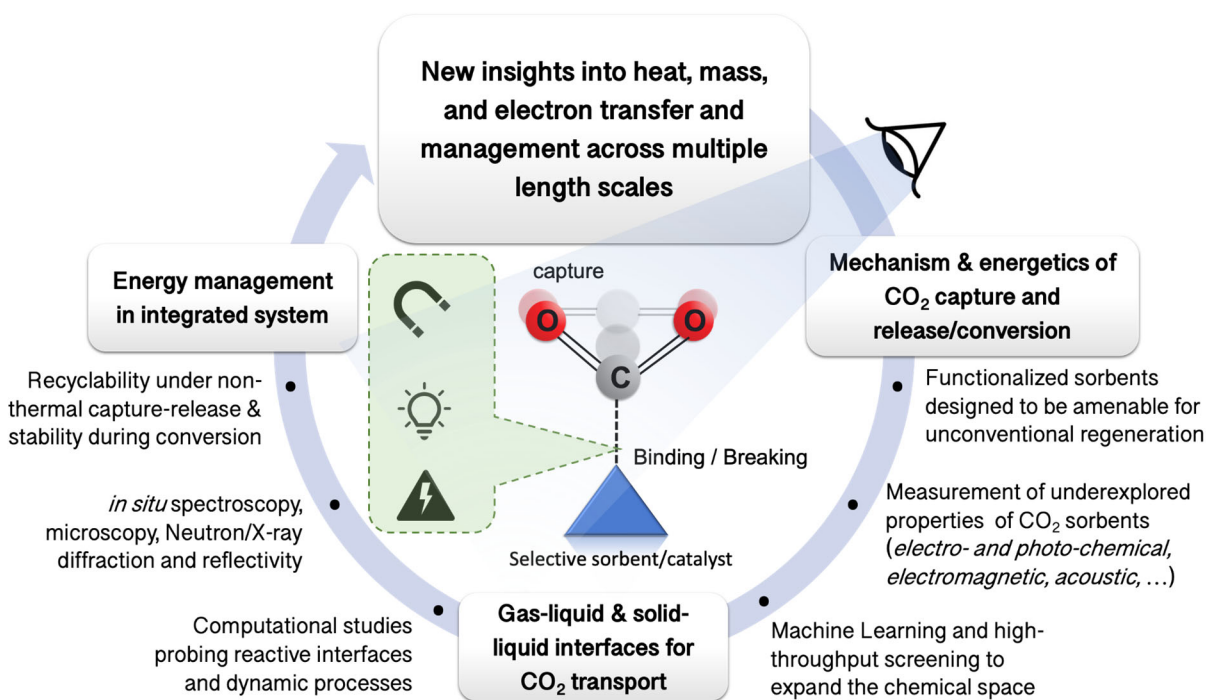 New insights into heat, mass,
and electron transfer and
management across multiple
length scales
Energy management
in integrated system
capture
O
O
C
Mechanism & energetics of
CO₂ capture and
release/conversion
Recyclability under non-
thermal capture-release &
stability during conversion
• Functionalized sorbents
designed to be amenable for
unconventional regeneration
Binding / Breaking
in situ spectroscopy,
microscopy, Neutron/X-ray
diffraction and reflectivity
• Measurement of underexplored
properties of CO₂ sorbents
(electro- and photo-chemical,
electromagnetic, acoustic, …)
Selective sorbent/catalyst
Computational studies
probing reactive interfaces
and dynamic processes
Gas-liquid & solid-
liquid interfaces for
CO₂ transport
• Machine Learning and high-
throughput screening to
expand the chemical space